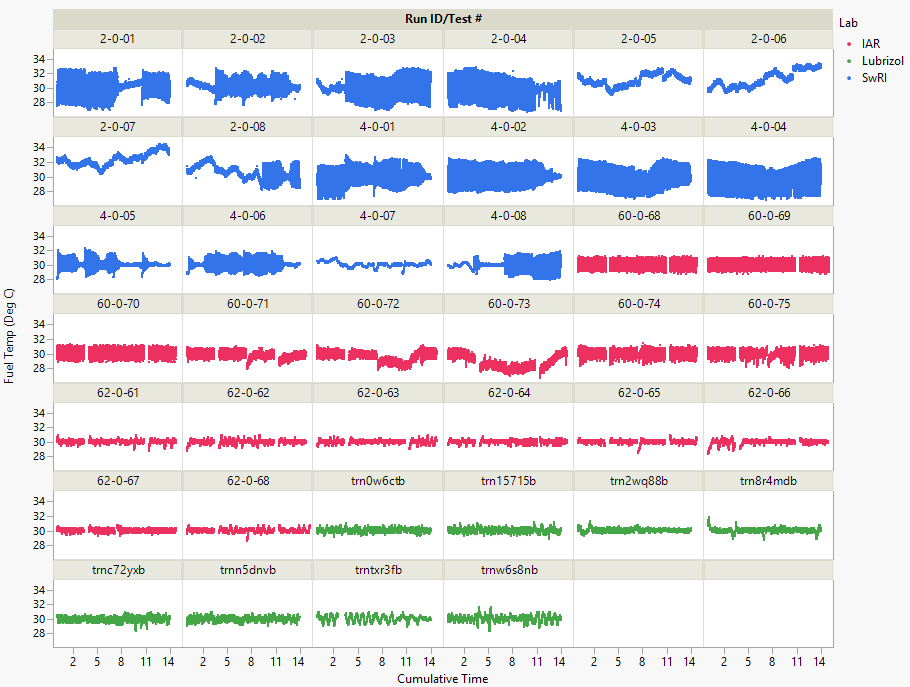 Run ID/Test #
Lab
IAR
Lubrizol
SwRI
2-0-01 2-0-02 2-0-03 2-0-04 2-0-05 2-0-06
34
32
30
28
2-0-07 2-0-08 4-0-01 4-0-02 4-0-03 4-0-04
34
32
30
28
4-0-05 4-0-06 4-0-07 4-0-08 60-0-68 60-0-69
34
32
30
28
60-0-70 60-0-71 60-0-72 60-0-73 60-0-74 60-0-75
34
32
30
28
62-0-61 62-0-62 62-0-63 62-0-64 62-0-65 62-0-66
34
32
30
28
62-0-67 62-0-68 trn0w6ctb trn15715b trn2wq88b trn8r4mdb
34
32
30
28
trnc72yxb trnn5dnvb trntxr3fb trnw6s8nb
34
32
30
28
Fuel Temp (Deg C)
2 5 8 11 14 2 5 8 11 14 2 5 8 11 14 2 5 8 11 14 2 5 8 11 14 2 5 8 11 14
Cumulative Time